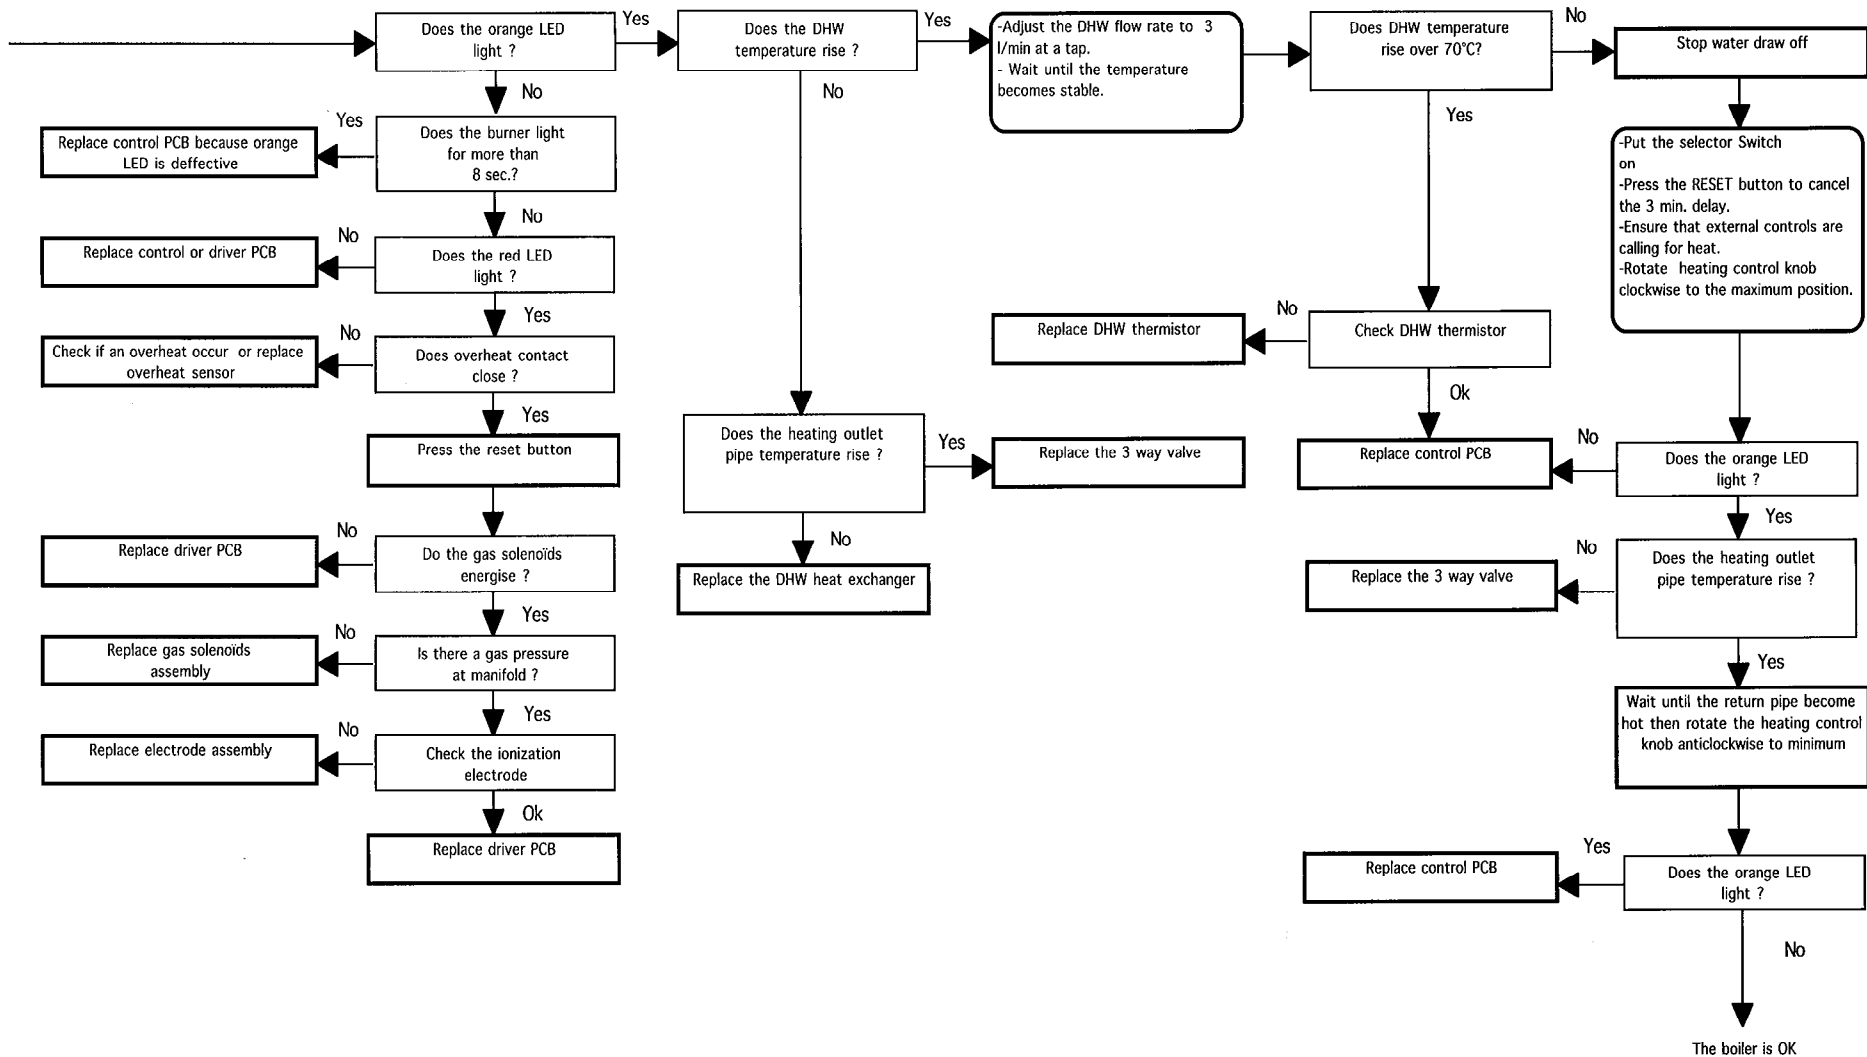 Does the orange LED
light ?
Yes
Does the DHW
temperature rise ?
Yes
-Adjust the DHW flow rate to 3
l/min at a tap.
- Wait until the temperature
becomes stable.
Does DHW temperature
rise over 70°C?
No
Stop water draw off
No
Yes
Does the burner light
for more than
8 sec.?
Replace control PCB because orange
LED is deffective
No
No
Does the red LED
light ?
Replace control or driver PCB
Yes
No
Does overheat contact
close ?
Check if an overheat occur or replace
overheat sensor
Yes
Press the reset button
No
Do the gas solenoïds
energise ?
Replace driver PCB
Yes
No
Is there a gas pressure
at manifold ?
Replace gas solenoïds
assembly
Yes
No
Check the ionization
electrode
Replace electrode assembly
Ok
Replace driver PCB
No
Does the heating outlet
pipe temperature rise ?
Yes
Replace the 3 way valve
No
Replace the DHW heat exchanger
Yes
Check DHW thermistor
No
Replace DHW thermistor
Ok
Replace control PCB
-Put the selector Switch
on
-Press the RESET button to cancel
the 3 min. delay.
-Ensure that external controls are
calling for heat.
-Rotate heating control knob
clockwise to the maximum position.
No
Does the orange LED
light ?
Yes
No
Does the heating outlet
pipe temperature rise ?
Replace the 3 way valve
Yes
Wait until the return pipe become
hot then rotate the heating control
knob anticlockwise to minimum
Yes
Does the orange LED
light ?
Replace control PCB
No
The boiler is OK